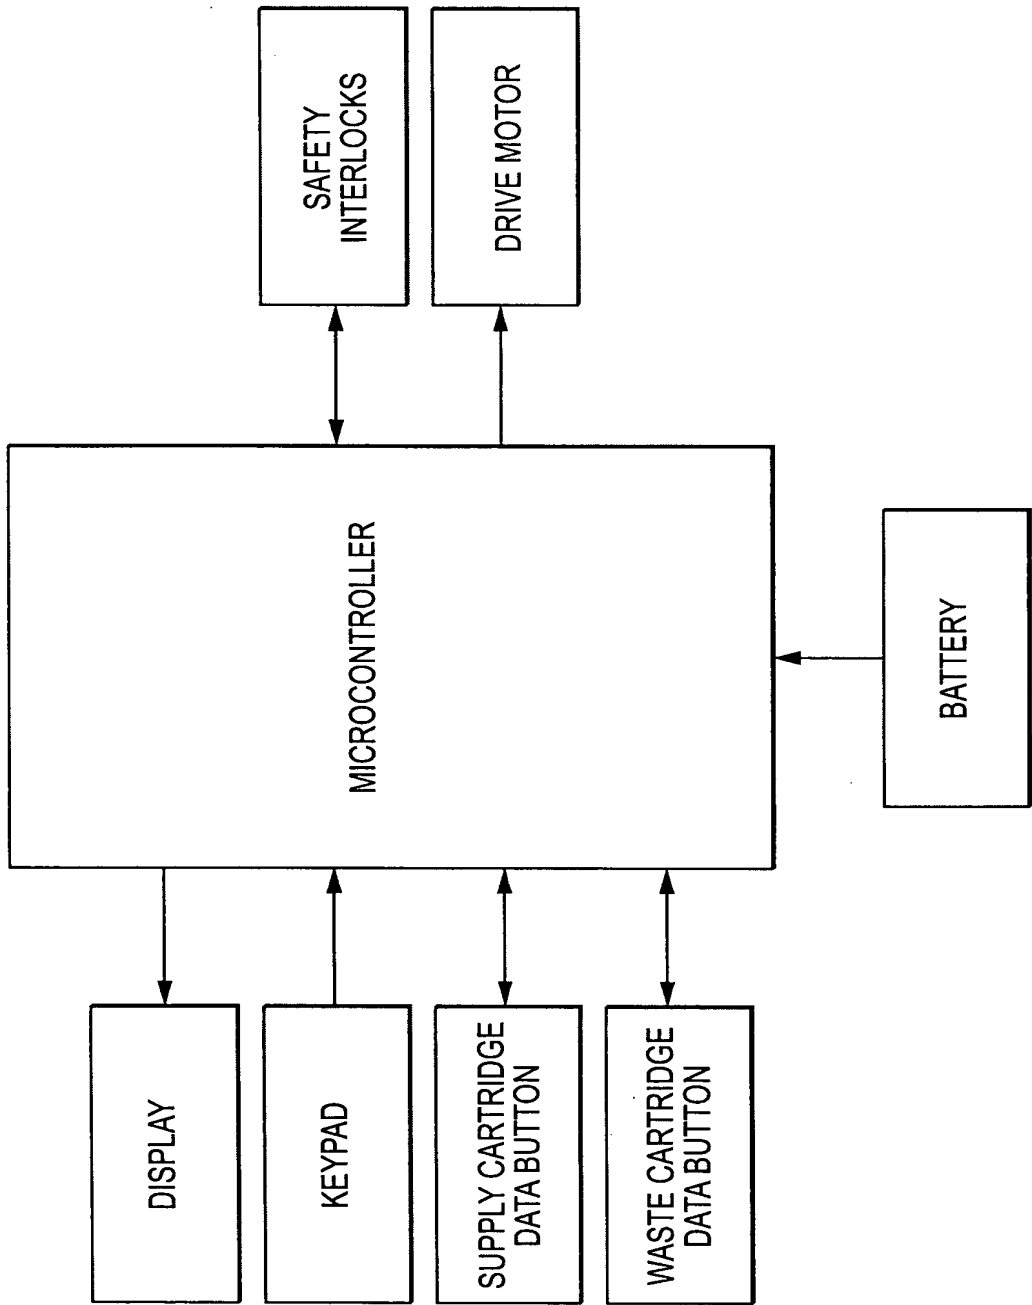 DISPLAY
KEYPAD
SUPPLY CARTRIDGE
DATA BUTTON
WASTE CARTRIDGE
DATA BUTTON
MICROCONTROLLER
BATTERY
SAFETY
INTERLOCKS
DRIVE MOTOR